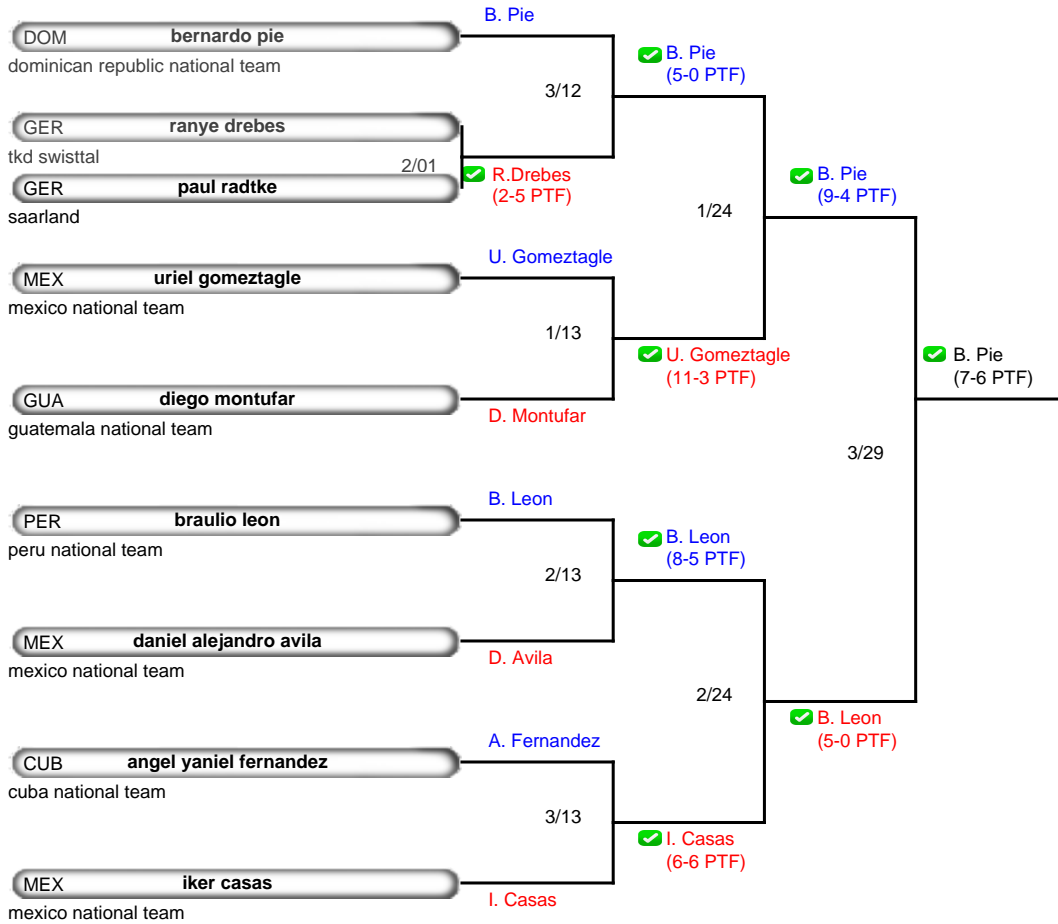 B. Pie
DOM bernardo pie
dominican republic national team
B. Pie
(5-0 PTF)
3/12
GER ranye drebes
tkd swisttal
2/01
R.Drebes
(2-5 PTF)
GER paul radtke
saarland
B. Pie
(9-4 PTF)
1/24
U. Gomeztagle
MEX uriel gomeztagle
mexico national team
1/13
U. Gomeztagle
(11-3 PTF)
B. Pie
(7-6 PTF)
GUA diego montufar
D. Montufar
guatemala national team
3/29
B. Leon
PER braulio leon
peru national team
B. Leon
(8-5 PTF)
2/13
MEX daniel alejandro avila
D. Avila
mexico national team
2/24
B. Leon
(5-0 PTF)
A. Fernandez
CUB angel yaniel fernandez
cuba national team
3/13
I. Casas
(6-6 PTF)
MEX iker casas
I. Casas
mexico national team